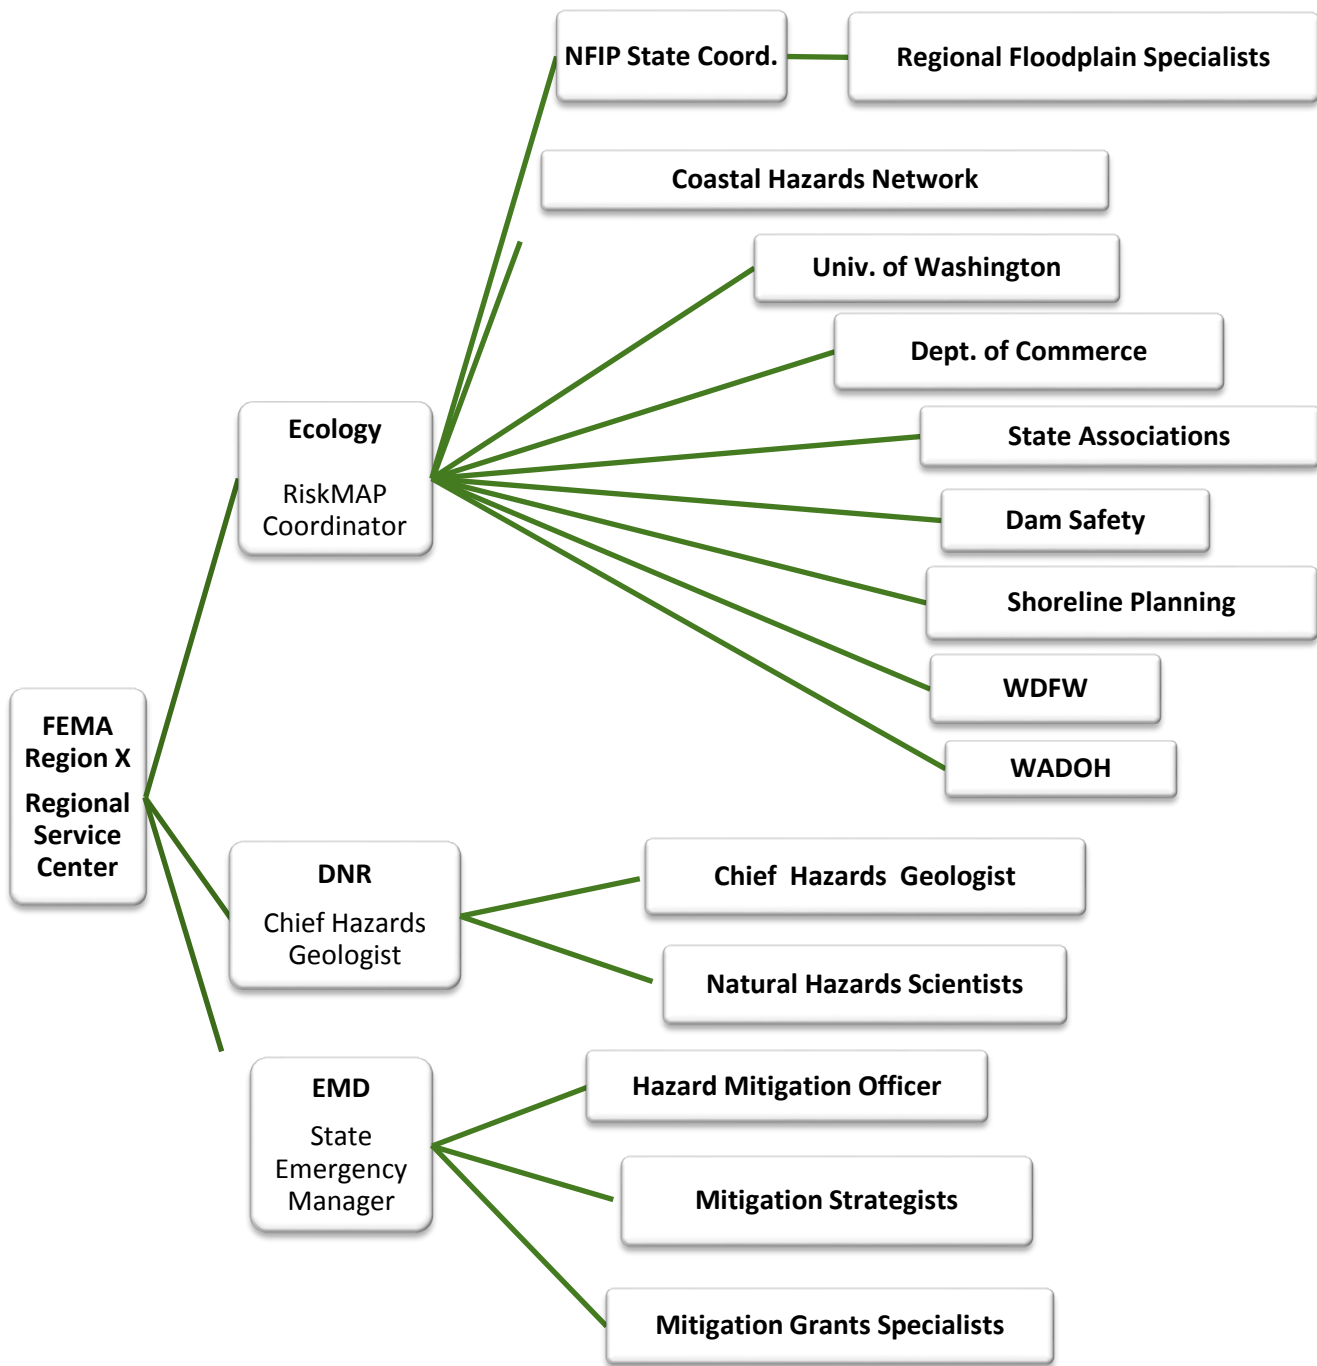 NFIP State Coord.
Regional Floodplain Specialists
Coastal Hazards Network
Univ. of Washington
Dept. of Commerce
State Associations
Dam Safety
Shoreline Planning
WDFW
WADOH
Ecology
RiskMAP
Coordinator
FEMA
Region X
Regional
Service
Center
DNR
Chief Hazards
Geologist
Chief Hazards Geologist
Natural Hazards Scientists
EMD
State
Emergency
Manager
Hazard Mitigation Officer
Mitigation Strategists
Mitigation Grants Specialists